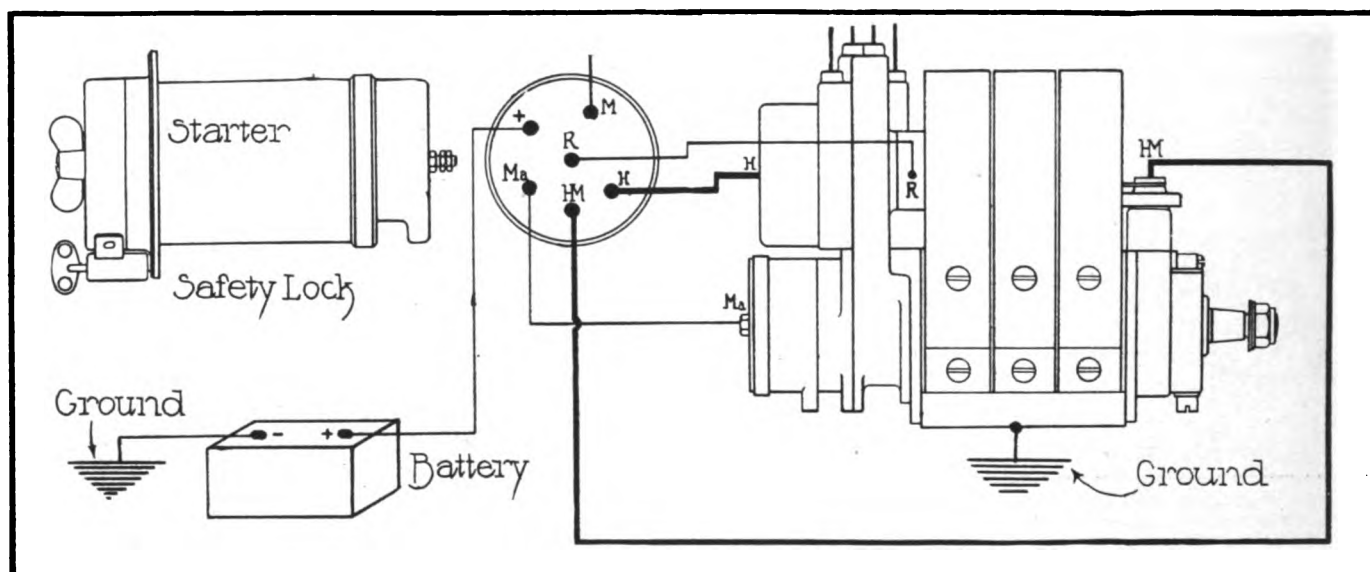 Starter
Safety Lock
Ground
- +
Battery
+
M
R
Ma
HM
H
H
R
HM
Ma
Ground